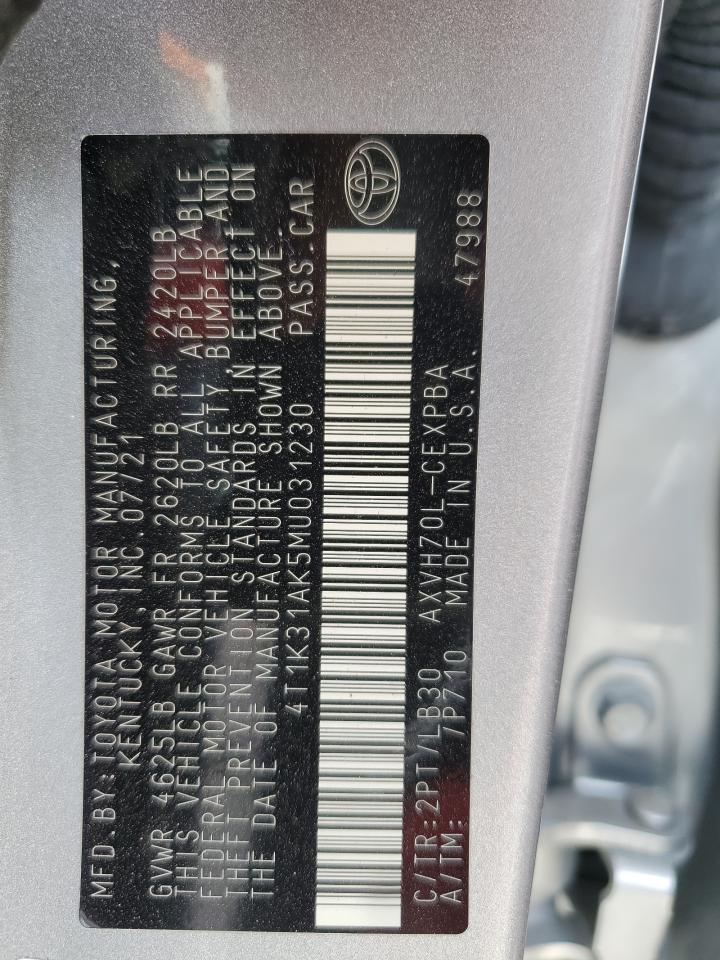 MFD.BY:TOYOTA MOTOR MANUFACTURING,
KENTUCKY,INC.07/21
GVWR 4625LB GAWR FR 2620LB RR 2420LB
THIS VEHICLE CONFORMS TO ALL APPLICABLE
FEDERAL MOTOR VEHICLE SAFETY,BUMPER,AND
THEFT PREVENTION STANDARDS IN EFFECT ON
THE DATE OF MANUFACTURE SHOWN ABOVE.
4T1K31AK5MU031230 PASS.CAR
C/TR:2PT/LB30 AXVH70L-CEXPBA
A/TM: 7P710 MADE IN U.S.A. 47988